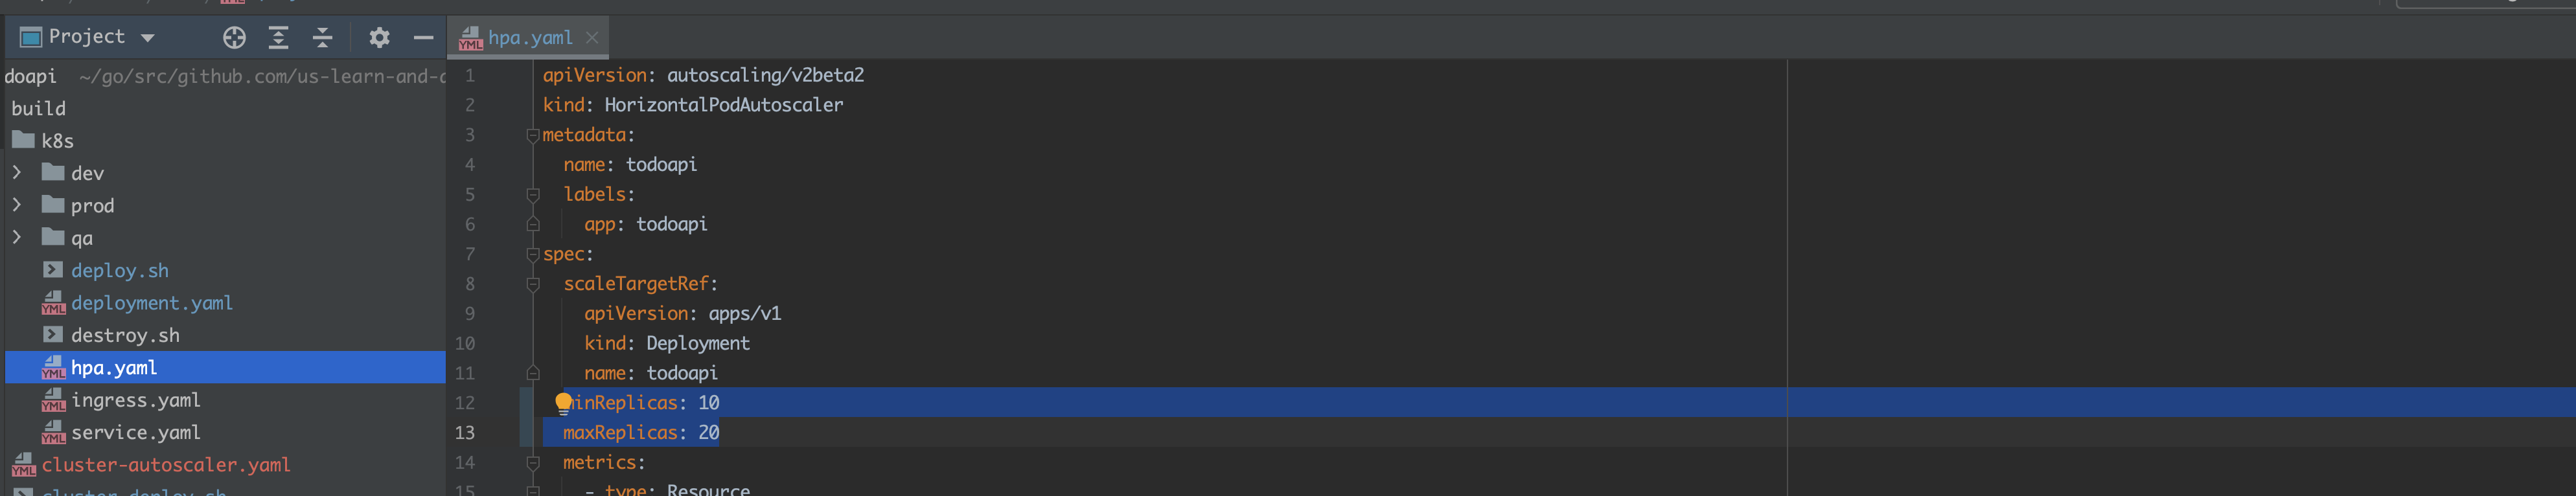 Project
hpa.yaml
doapi ~/go/src/github.com/us-learn-and-
build
k8s
dev
prod
qa
deploy.sh
deployment.yaml
destroy.sh
hpa.yaml
ingress.yaml
service.yaml
cluster-autoscaler.yaml
cluster-deploy.sh
1 apiVersion: autoscaling/v2beta2
2 kind: HorizontalPodAutoscaler
3 metadata:
4 name: todoapi
5 labels:
6 app: todoapi
7 spec:
8 scaleTargetRef:
9 apiVersion: apps/v1
10 kind: Deployment
11 name: todoapi
12 inReplicas: 10
13 maxReplicas: 20
14 metrics:
15 - type: Resource